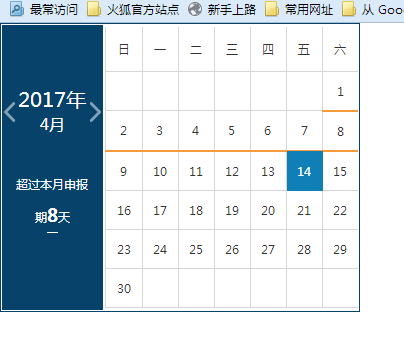 最常访问 火狐官方站点 新手上路 常用网址 从 Goo
2017年
4月
超过本月申报
期8天
日 一 二 三 四 五 六
1
2 3 4 5 6 7 8
9 10 11 12 13 14 15
16 17 18 19 20 21 22
23 24 25 26 27 28 29
30